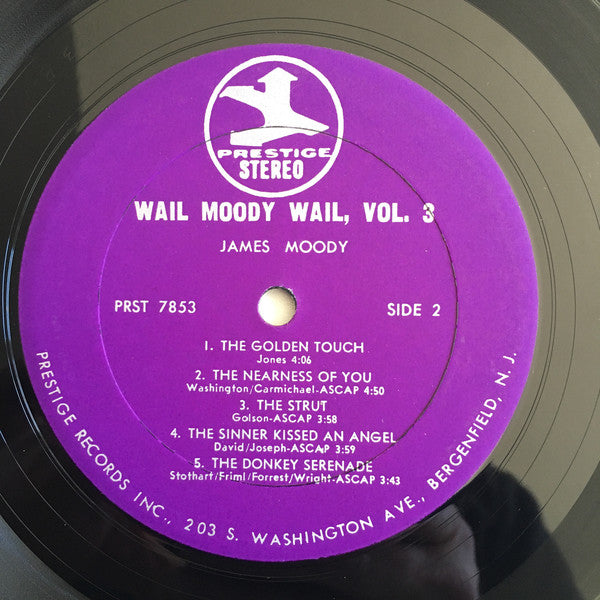 PRESTIGE
STEREO
WAIL MOODY WAIL, VOL. 3
JAMES MOODY
PRST 7853
SIDE 2
1. THE GOLDEN TOUCH
Jones 4:06
2. THE NEARNESS OF YOU
Washington/Carmichael-ASCAP 4:50
3. THE STRUT
Golson-ASCAP 3:58
4. THE SINNER KISSED AN ANGEL
David/Joseph-ASCAP 3:59
5. THE DONKEY SERENADE
Stothart/Friml/Forrest/Wright-ASCAP 3:43
PRESTIGE RECORDS INC., 203 S. WASHINGTON AVE., BERGENFIELD, N. J.